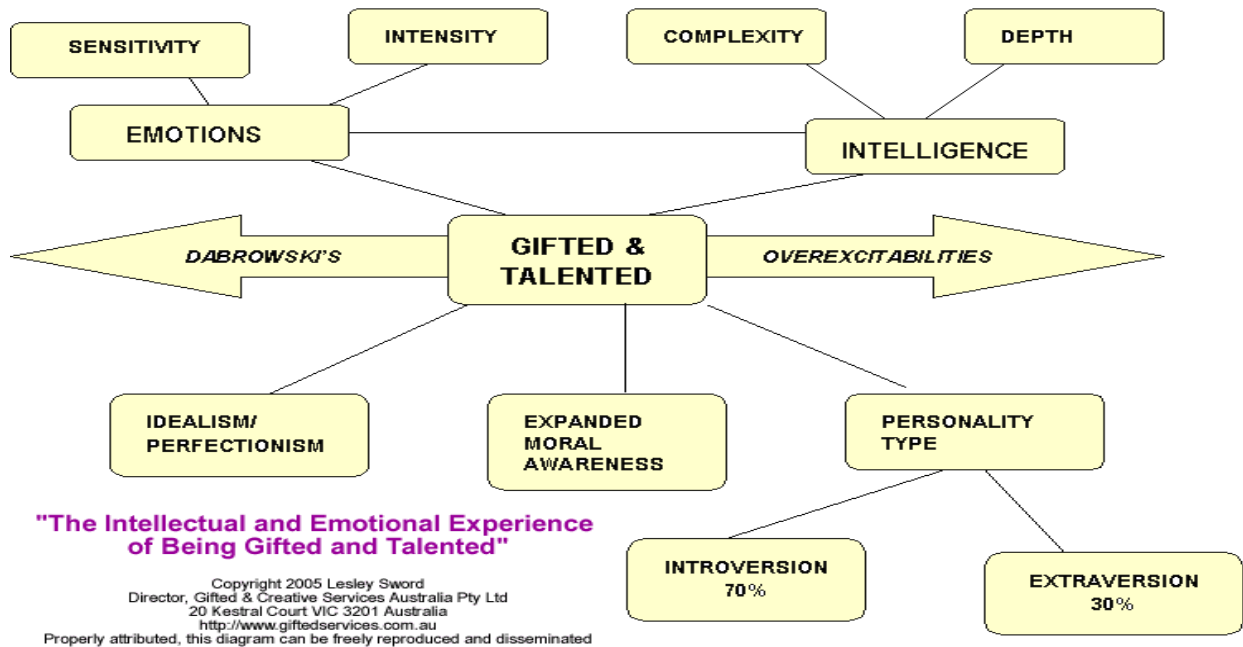 SENSITIVITY
INTENSITY
COMPLEXITY
DEPTH
EMOTIONS
INTELLIGENCE
DABROWSKI'S
GIFTED &
TALENTED
OVEREXCITABILITIES
IDEALISM/
PERFECTIONISM
EXPANDED
MORAL
AWARENESS
PERSONALITY
TYPE
INTROVERSION
70%
EXTRAVERSION
30%
"The Intellectual and Emotional Experience
of Being Gifted and Talented"
Copyright 2005 Lesley Sword
Director, Gifted & Creative Services Australia Pty Ltd
20 Kestral Court VIC 3201 Australia
http://www.giftedservices.com.au
Properly attributed, this diagram can be freely reproduced and disseminated